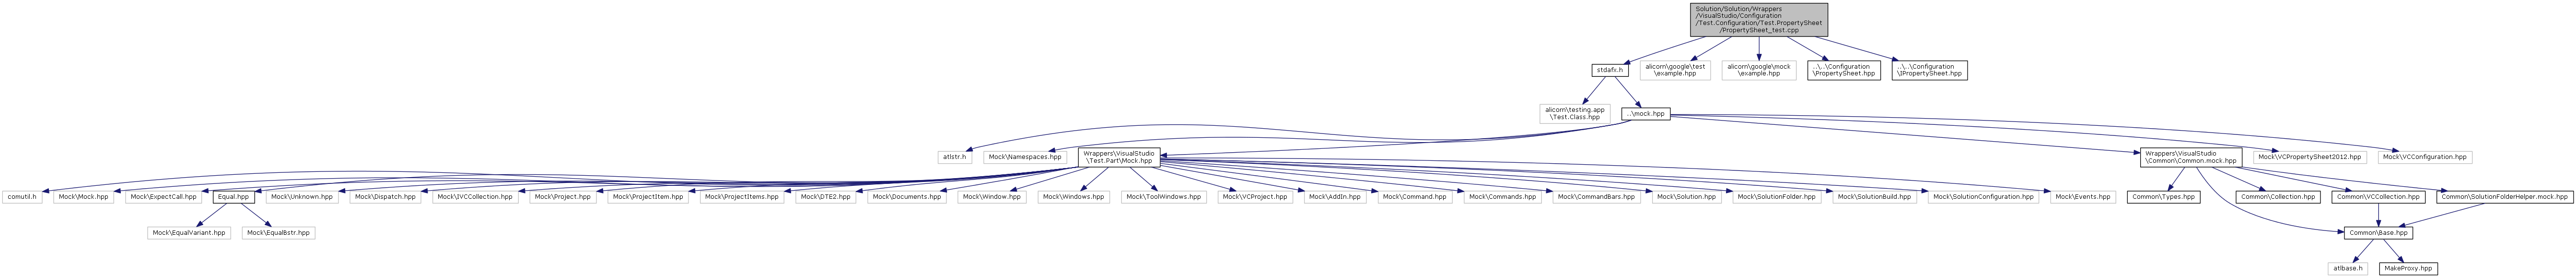 Solution/Solution/Wrappers
/VisualStudio/Configuration
/Test.Configuration/Test.PropertySheet
/PropertySheet_test.cpp
stdafx.h
alicorn\google\test
\example.hpp
alicorn\google\mock
\example.hpp
..\..\Configuration
\PropertySheet.hpp
..\..\Configuration
\IPropertySheet.hpp
alicorn\testing.app
\Test.Class.hpp
..\mock.hpp
atlstr.h
Mock\Namespaces.hpp
Wrappers\VisualStudio
\Test.Part\Mock.hpp
Wrappers\VisualStudio
\Common\Common.mock.hpp
Mock\VCPropertySheet2012.hpp
Mock\VCConfiguration.hpp
comutil.h
Mock\Mock.hpp
Mock\ExpectCall.hpp
Equal.hpp
Mock\Unknown.hpp
Mock\Dispatch.hpp
Mock\IVCCollection.hpp
Mock\Project.hpp
Mock\ProjectItem.hpp
Mock\ProjectItems.hpp
Mock\DTE2.hpp
Mock\Documents.hpp
Mock\Window.hpp
Mock\Windows.hpp
Mock\ToolWindows.hpp
Mock\VCProject.hpp
Mock\AddIn.hpp
Mock\Command.hpp
Mock\Commands.hpp
Mock\CommandBars.hpp
Mock\Solution.hpp
Mock\SolutionFolder.hpp
Mock\SolutionBuild.hpp
Mock\SolutionConfiguration.hpp
Mock\Events.hpp
Common\Types.hpp
Common\Collection.hpp
Common\VCCollection.hpp
Common\SolutionFolderHelper.mock.hpp
Mock\EqualVariant.hpp
Mock\EqualBstr.hpp
Common\Base.hpp
atlbase.h
MakeProxy.hpp